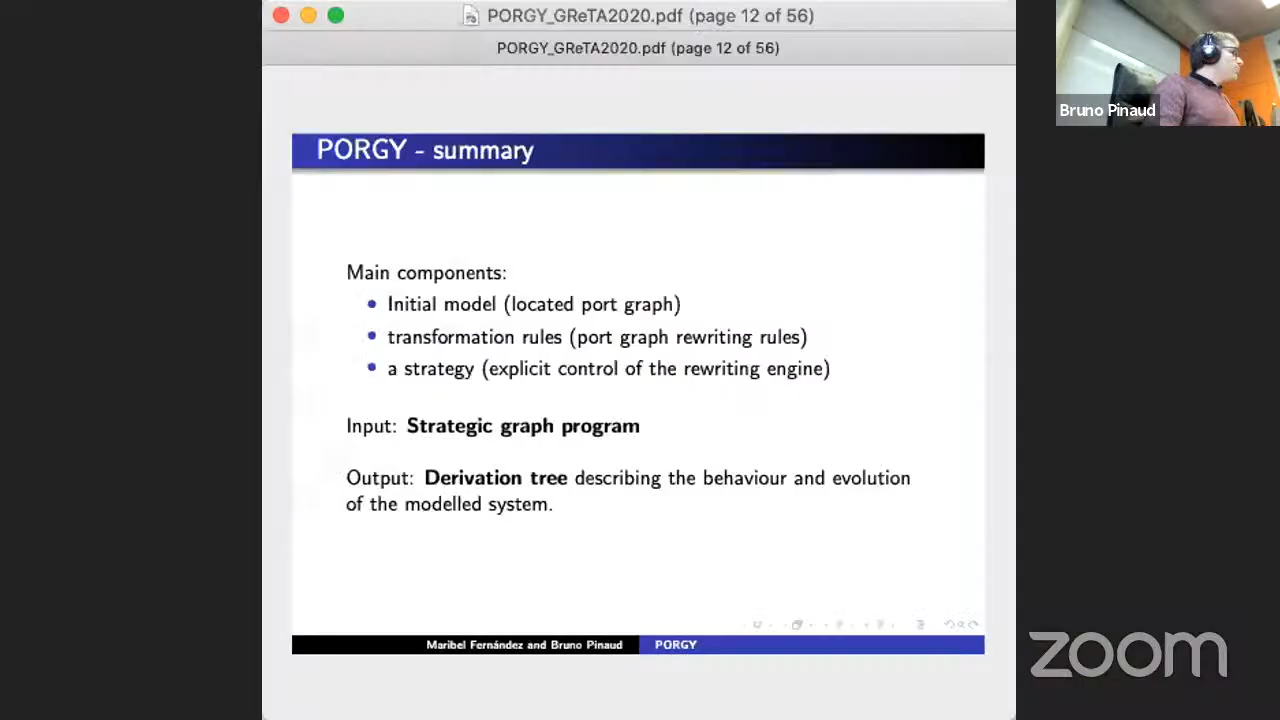 PORGY_GReTA2020.pdf (page 12 of 56)
PORGY_GReTA2020.pdf (page 12 of 56)
Bruno Pinaud
PORGY - summary
Main components:
Initial model (located port graph)
transformation rules (port graph rewriting rules)
a strategy (explicit control of the rewriting engine)
Input: Strategic graph program
Output: Derivation tree describing the behaviour and evolution
of the modelled system.
Maribel Fernández and Bruno Pinaud PORGY
zoom